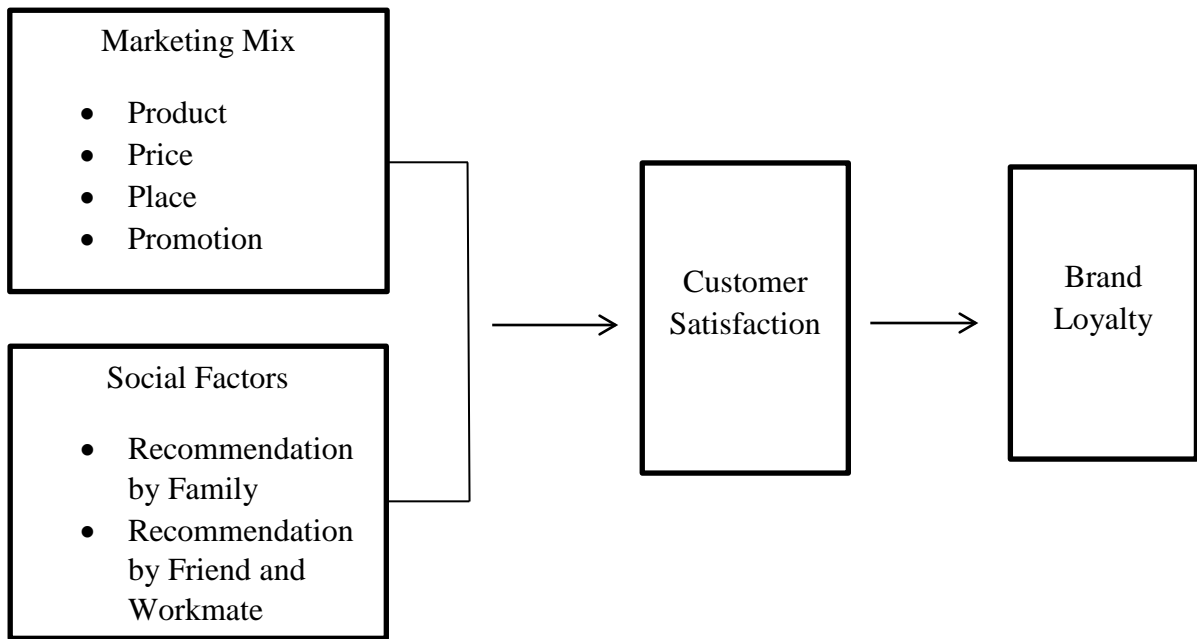 Marketing Mix
• Product
• Price
• Place
• Promotion
Social Factors
• Recommendation
by Family
• Recommendation
by Friend and
Workmate
Customer
Satisfaction
Brand
Loyalty